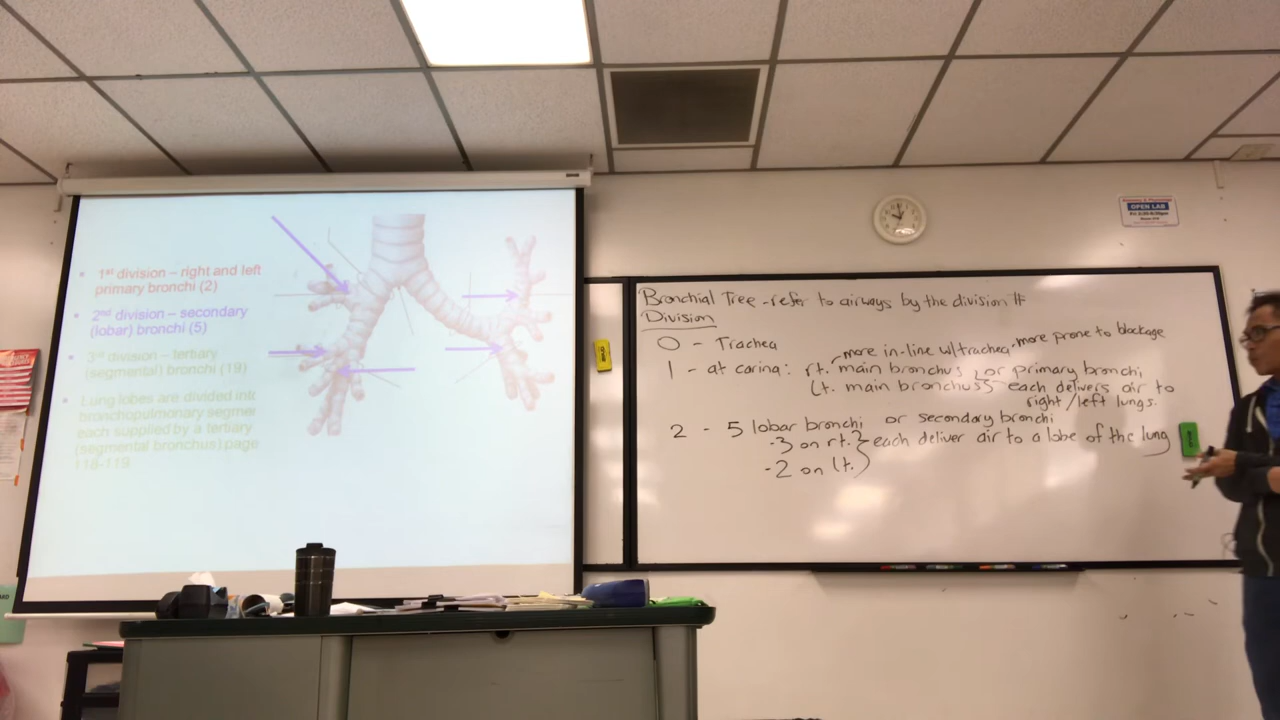 1st division – right and left
primary bronchi (2)
2nd division – secondary
(lobar) bronchi (5)
3rd division – tertiary
(segmental) bronchi (19)
Lung lobes are divided into
bronchopulmonary
each supplied by a tertiary
(segmental bronchus) page
118-119
Bronchial Tree - refer to airways by the division #
Division
0 - Trachea
more in-line w/trachea. more prone to blockage
1 - at carina: rt. main bronchus or primary bronchi
Lt. main bronchus each delivers air to
right/left lungs.
2 - 5 lobar bronchi or secondary bronchi
-3 on rt. } each deliver air to a lobe of the lung
-2 on lt.
OPEN LAB